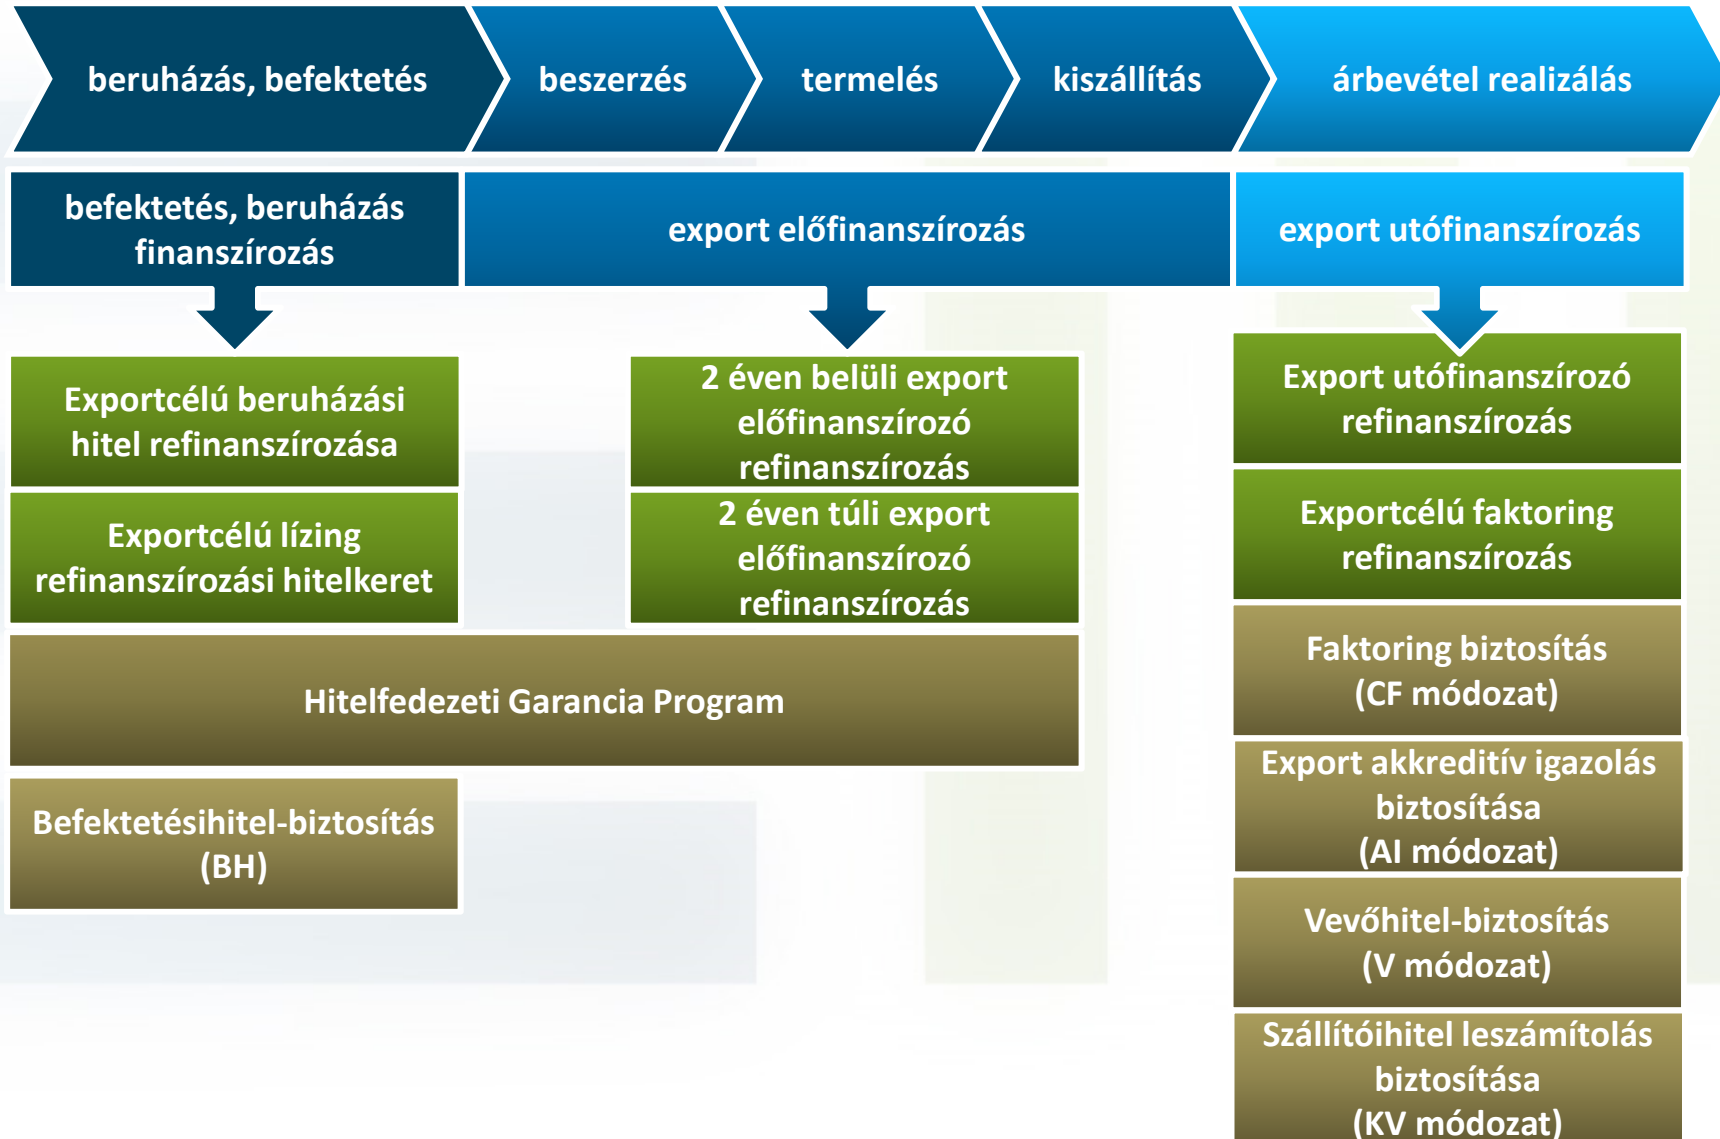 beruházás, befektetés
beszerzés
termelés
kiszállítás
árbevétel realizálás
befektetés, beruházás
finanszírozás
export előfinanszírozás
export utófinanszírozás
Exportcélú beruházási
hitel refinanszírozása
Exportcélú lízing
refinanszírozási hitelkeret
2 éven belüli export
előfinanszírozó
refinanszírozás
2 éven túli export
előfinanszírozó
refinanszírozás
Hitelfedezeti Garancia Program
Befektetésihitel-biztosítás
(BH)
Export utófinanszírozó
refinanszírozás
Exportcélú faktoring
refinanszírozás
Faktoring biztosítás
(CF módozat)
Export akkreditív igazolás
biztosítása
(AI módozat)
Vevőhitel-biztosítás
(V módozat)
Szállítóihitel leszámítolás
biztosítása
(KV módozat)